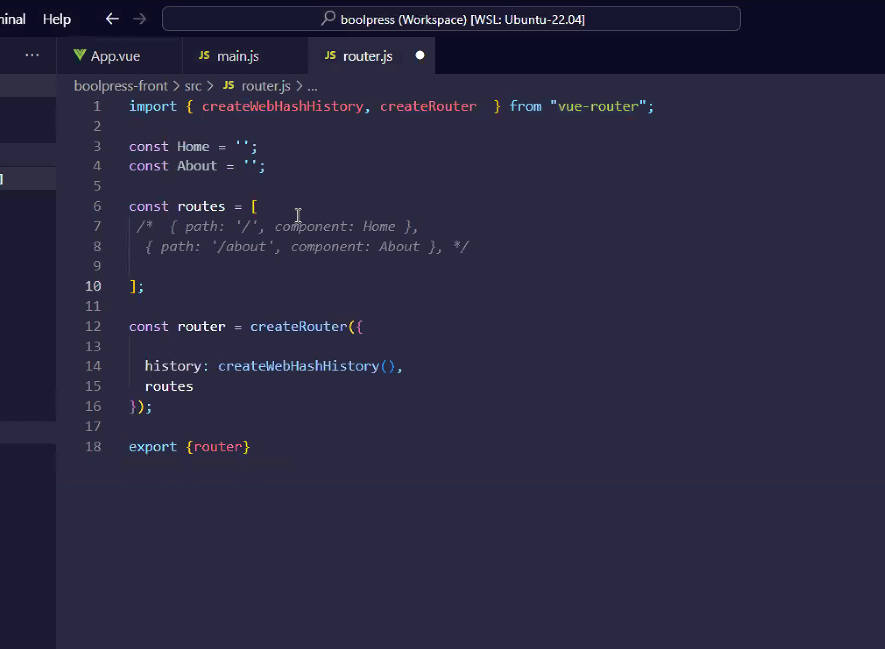 Help
boolpress (Workspace) [WSL: Ubuntu-22.04]
App.vue
JS main.js
JS router.js
boolpress-front > src > JS router.js > ...
1 import { createWebHashHistory, createRouter  } from "vue-router";
2
3 const Home = '';
4 const About = '';
5
6 const routes = [
7  /*  { path: '/', component: Home },
8   { path: '/about', component: About }, */
9
10 ];
11
12 const router = createRouter({
13
14   history: createWebHashHistory(),
15   routes
16 });
17
18 export {router}